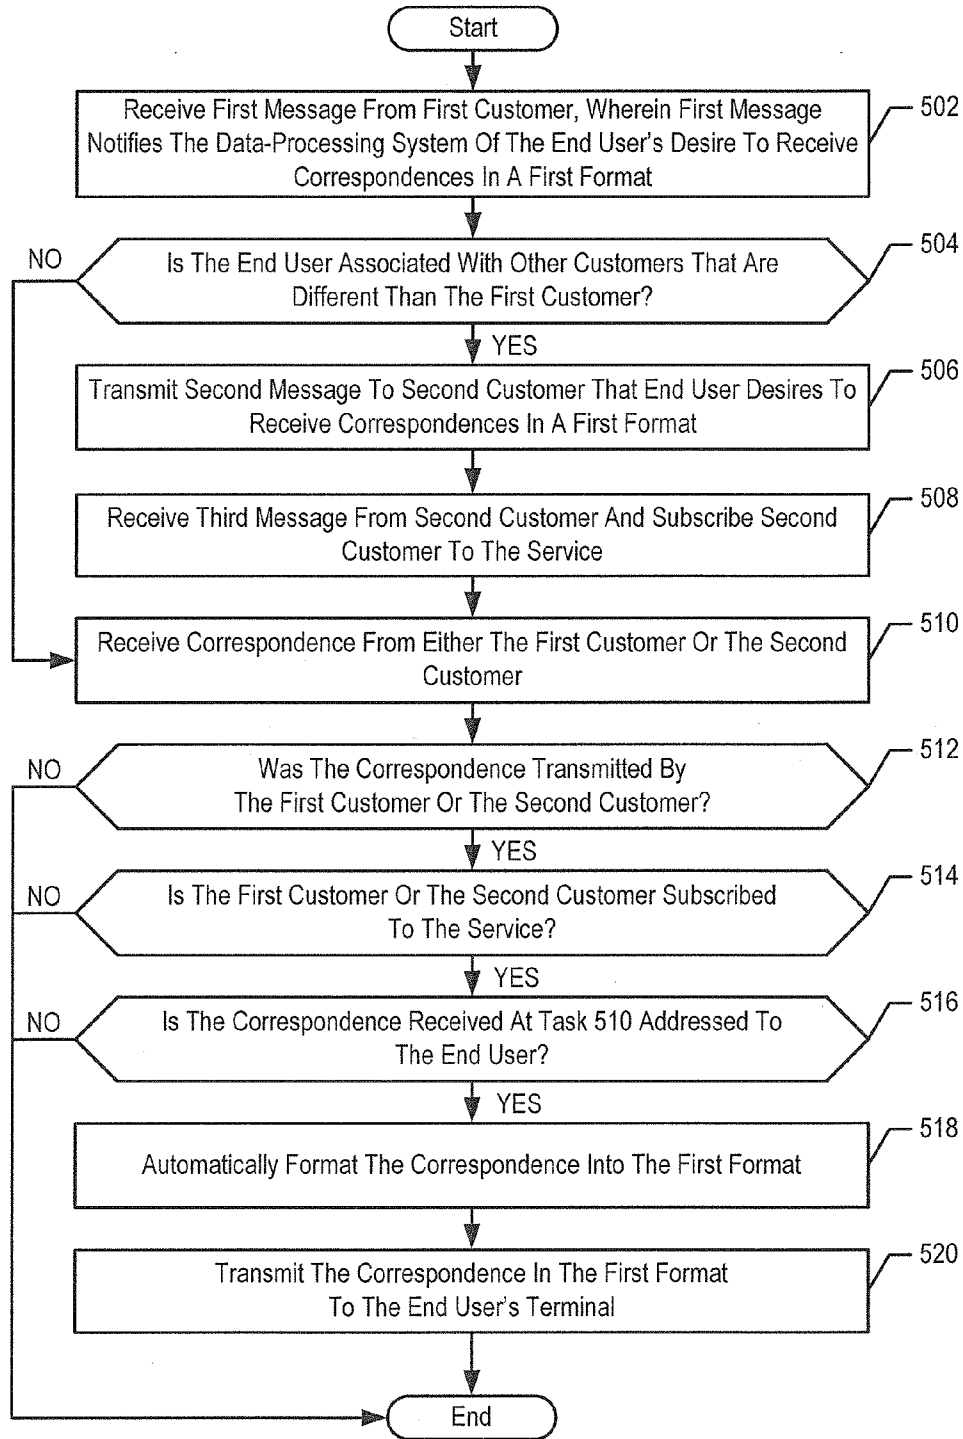 Start
Receive First Message From First Customer, Wherein First Message
Notifies The Data-Processing System Of The End User's Desire To Receive
Correspondences In A First Format
502
NO
Is The End User Associated With Other Customers That Are
Different Than The First Customer?
504
YES
Transmit Second Message To Second Customer That End User Desires To
Receive Correspondences In A First Format
506
Receive Third Message From Second Customer And Subscribe Second
Customer To The Service
508
Receive Correspondence From Either The First Customer Or The Second
Customer
510
NO
Was The Correspondence Transmitted By
The First Customer Or The Second Customer?
512
YES
NO
Is The First Customer Or The Second Customer Subscribed
To The Service?
514
YES
NO
Is The Correspondence Received At Task 510 Addressed To
The End User?
516
YES
Automatically Format The Correspondence Into The First Format
518
Transmit The Correspondence In The First Format
To The End User's Terminal
520
End